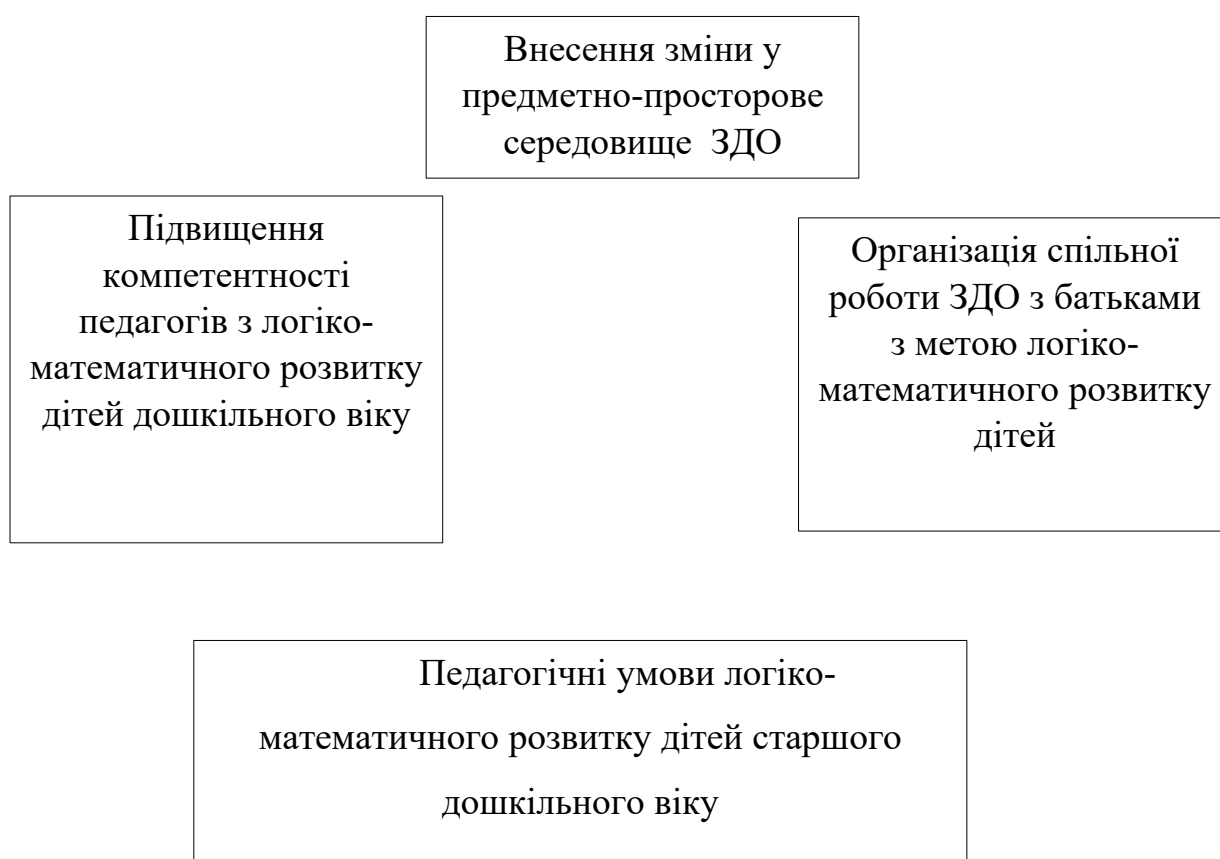 Внесення зміни у
предметно-просторове
середовище ЗДО
Підвищення
компетентності
педагогів з логіко-
математичного розвитку
дітей дошкільного віку
Організація спільної
роботи ЗДО з батьками
з метою логіко-
математичного розвитку
дітей
Педагогічні умови логіко-
математичного розвитку дітей старшого
дошкільного віку